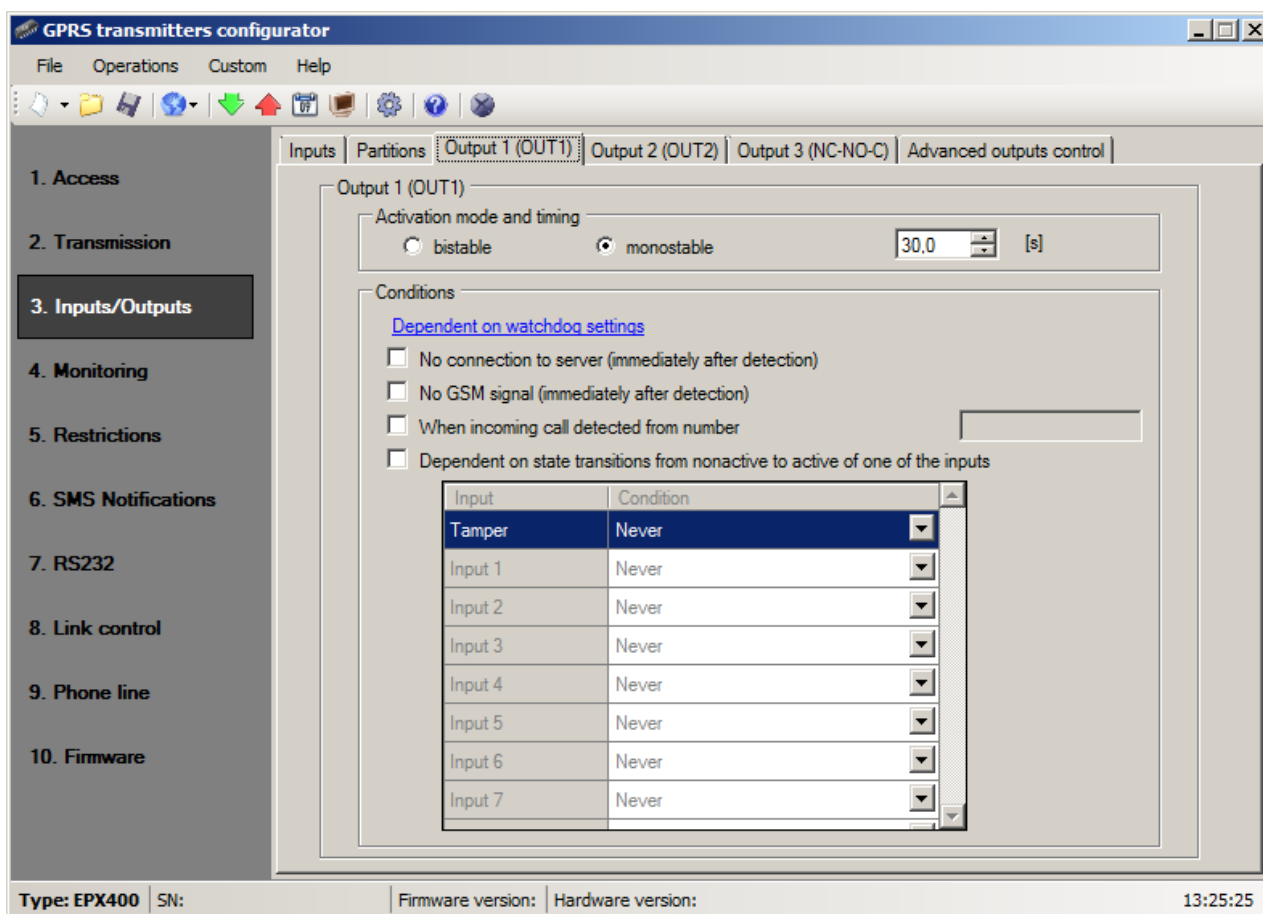 GPRS transmitters configurator
File Operations Custom Help
Inputs Partitions Output 1 (OUT1) Output 2 (OUT2) Output 3 (NC-NO-C) Advanced outputs control
1. Access
2. Transmission
3. Inputs/Outputs
4. Monitoring
5. Restrictions
6. SMS Notifications
7. RS232
8. Link control
9. Phone line
10. Firmware
Output 1 (OUT1)
Activation mode and timing
bistable monostable 30,0 [s]
Conditions
Dependent on watchdog settings
No connection to server (immediately after detection)
No GSM signal (immediately after detection)
When incoming call detected from number
Dependent on state transitions from nonactive to active of one of the inputs
Input Condition
Tamper Never
Input 1 Never
Input 2 Never
Input 3 Never
Input 4 Never
Input 5 Never
Input 6 Never
Input 7 Never
Type: EPX400 SN: Firmware version: Hardware version: 13:25:25